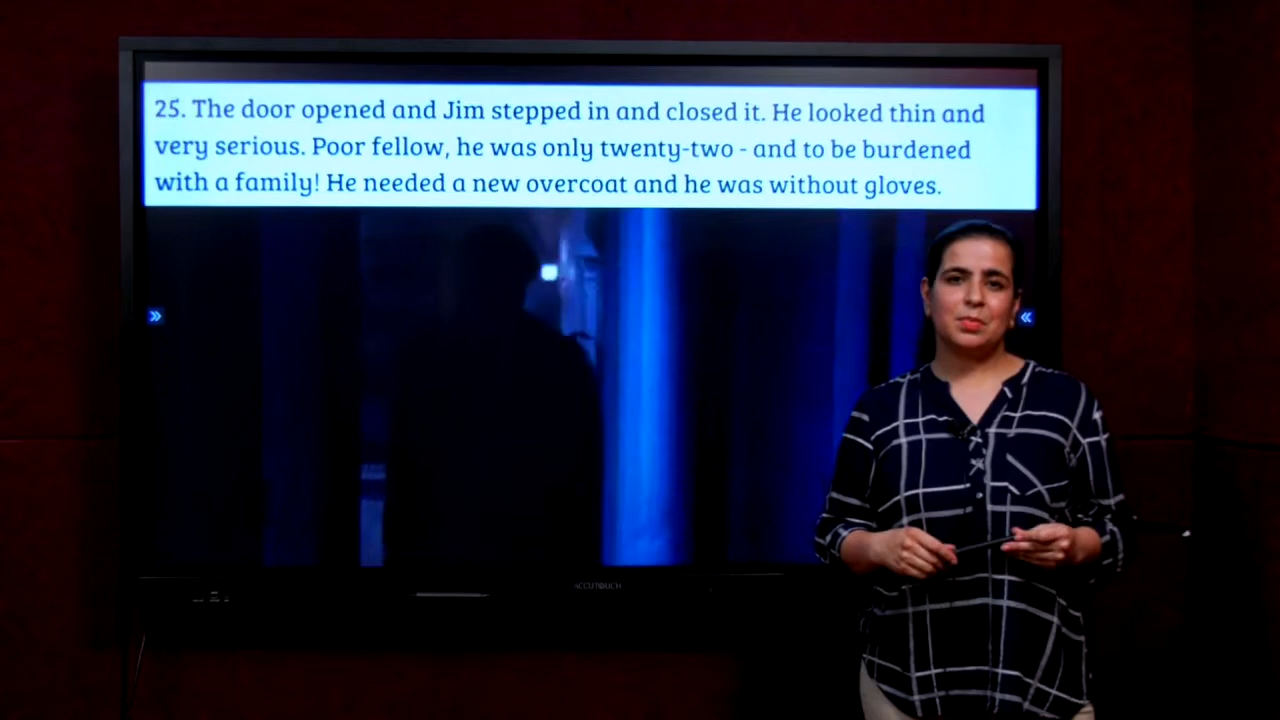 25. The door opened and Jim stepped in and closed it. He looked thin and
very serious. Poor fellow, he was only twenty-two - and to be burdened
with a family! He needed a new overcoat and he was without gloves.
ACCUTOUCH